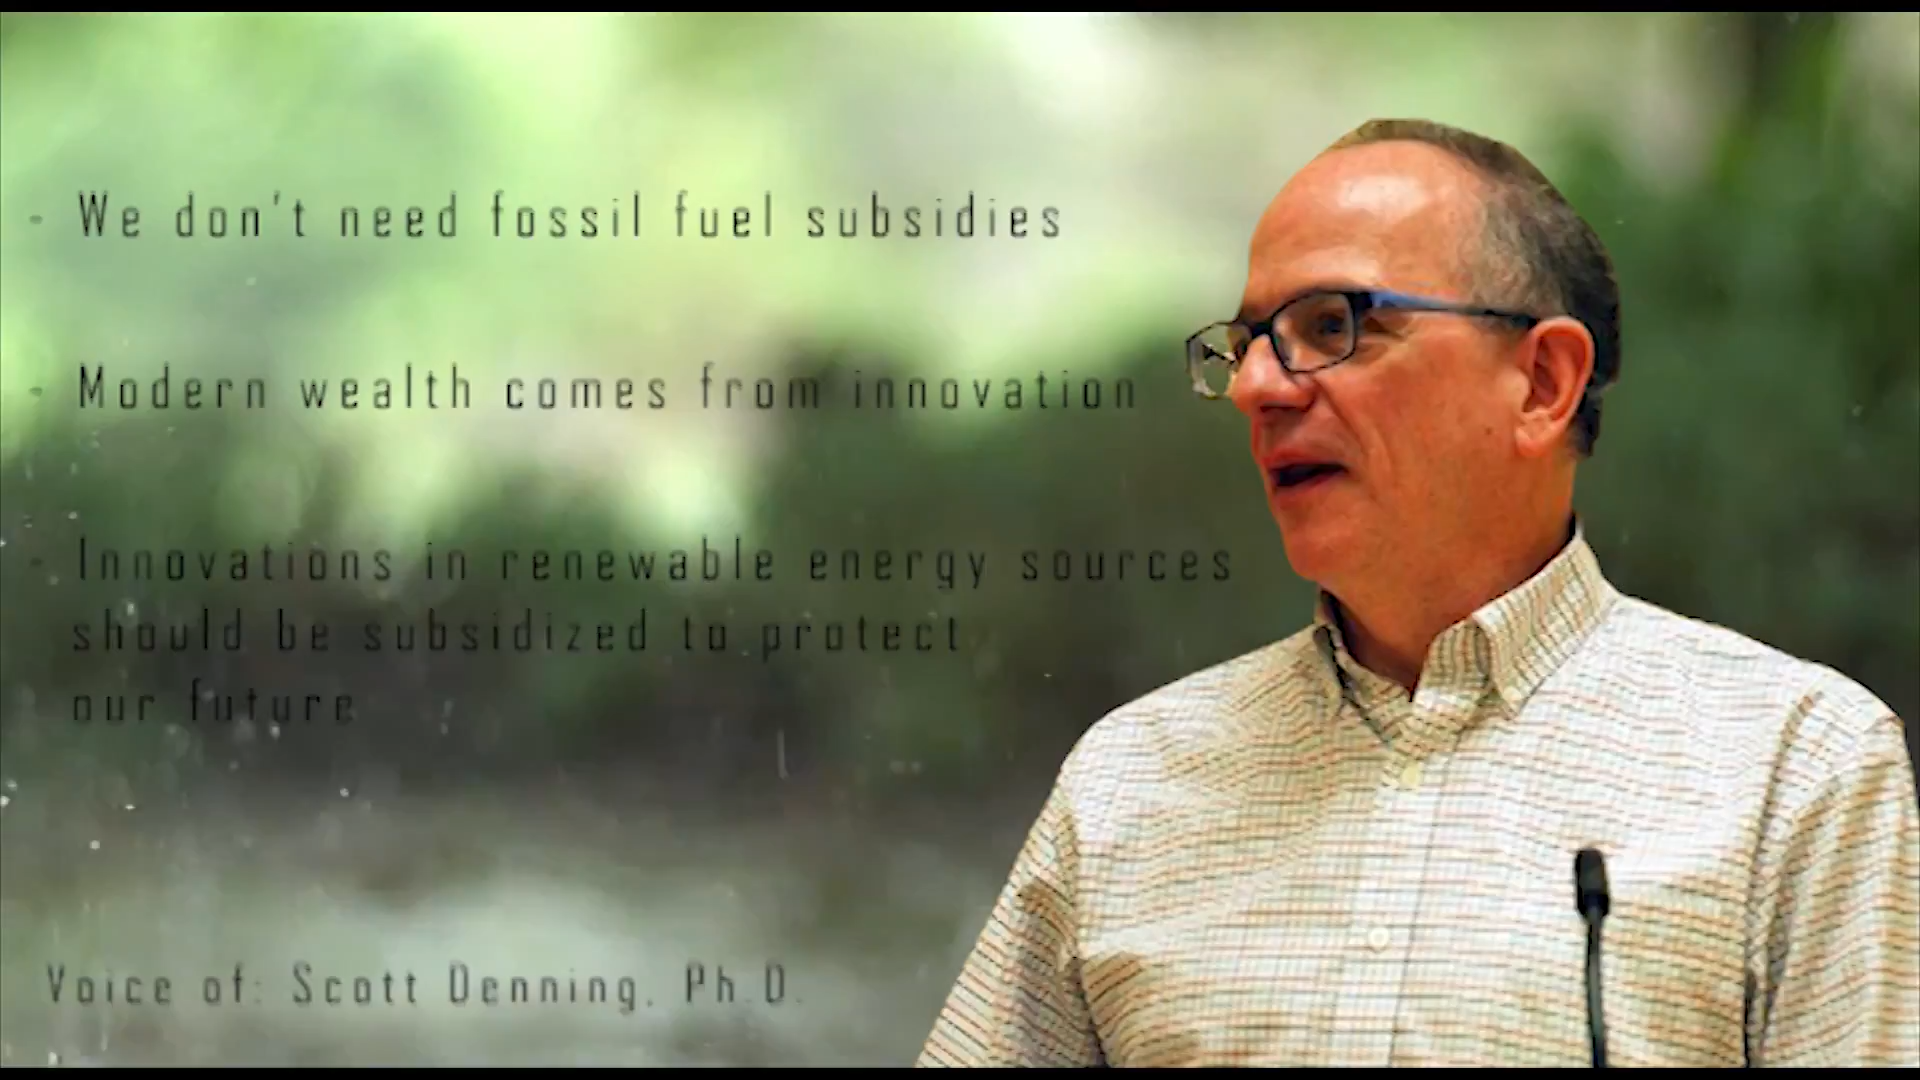 - We don't need fossil fuel subsidies
- Modern wealth comes from innovation
- Innovations in renewable energy sources
should be subsidized to protect
our future
Voice of: Scott Denning, Ph.D.